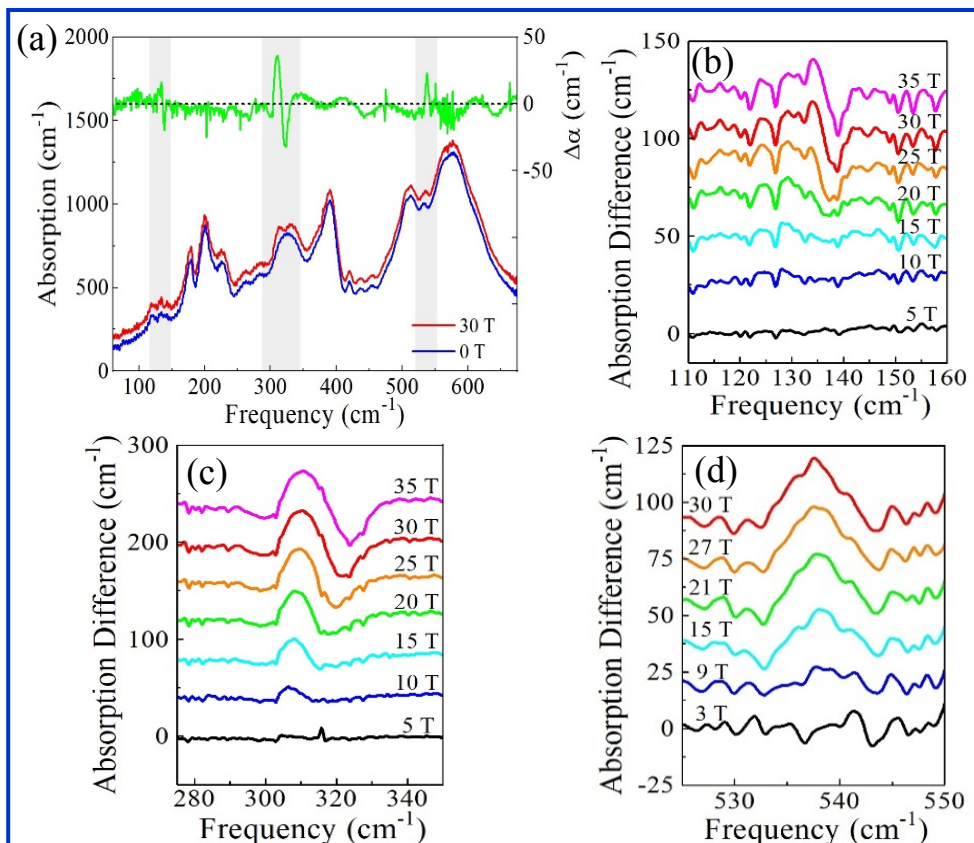 (a)
2000
1500
1000
500
0
Absorption (cm-1)
50
0
-50
Δα (cm-1)
30 T
0 T
100 200 300 400 500 600
Frequency (cm-1)
(b)
150
100
50
0
Absorption Difference (cm-1)
35 T
30 T
25 T
20 T
15 T
10 T
5 T
110 120 130 140 150 160
Frequency (cm-1)
(c)
300
200
100
0
Absorption Difference (cm-1)
35 T
30 T
25 T
20 T
15 T
10 T
5 T
280 300 320 340
Frequency (cm-1)
(d)
125
100
75
50
25
0
-25
Absorption Difference (cm-1)
30 T
27 T
21 T
15 T
9 T
3 T
530 540 550
Frequency (cm-1)